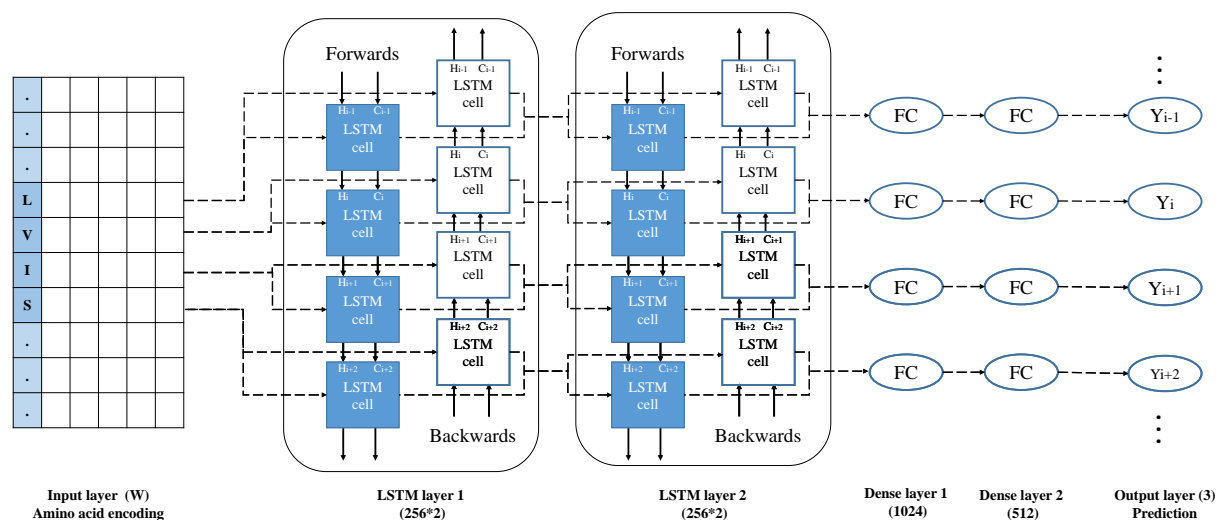 Forwards
Forwards
Hi-1 Ci-1
LSTM
cell
Hi-1 Ci-1
LSTM
cell
Hi-1 Ci-1
LSTM
cell
Hi-1 Ci-1
LSTM
cell
FC
FC
Yi-1
Hi Ci
LSTM
cell
Hi Ci
LSTM
cell
Hi Ci
LSTM
cell
Hi Ci
LSTM
cell
FC
FC
Yi
Hi+1 Ci+1
LSTM
cell
Hi+1 Ci+1
LSTM
cell
Hi+1 Ci+1
LSTM
cell
Hi+1 Ci+1
LSTM
cell
FC
FC
Yi+1
Hi+2 Ci+2
LSTM
cell
Hi+2 Ci+2
LSTM
cell
Hi+2 Ci+2
LSTM
cell
Hi+2 Ci+2
LSTM
cell
FC
FC
Yi+2
.
.
.
L
V
I
S
.
.
.
Backwards
Backwards
Input layer (W)
Amino acid encoding
LSTM layer 1
(256*2)
LSTM layer 2
(256*2)
Dense layer 1
(1024)
Dense layer 2
(512)
Output layer (3)
Prediction